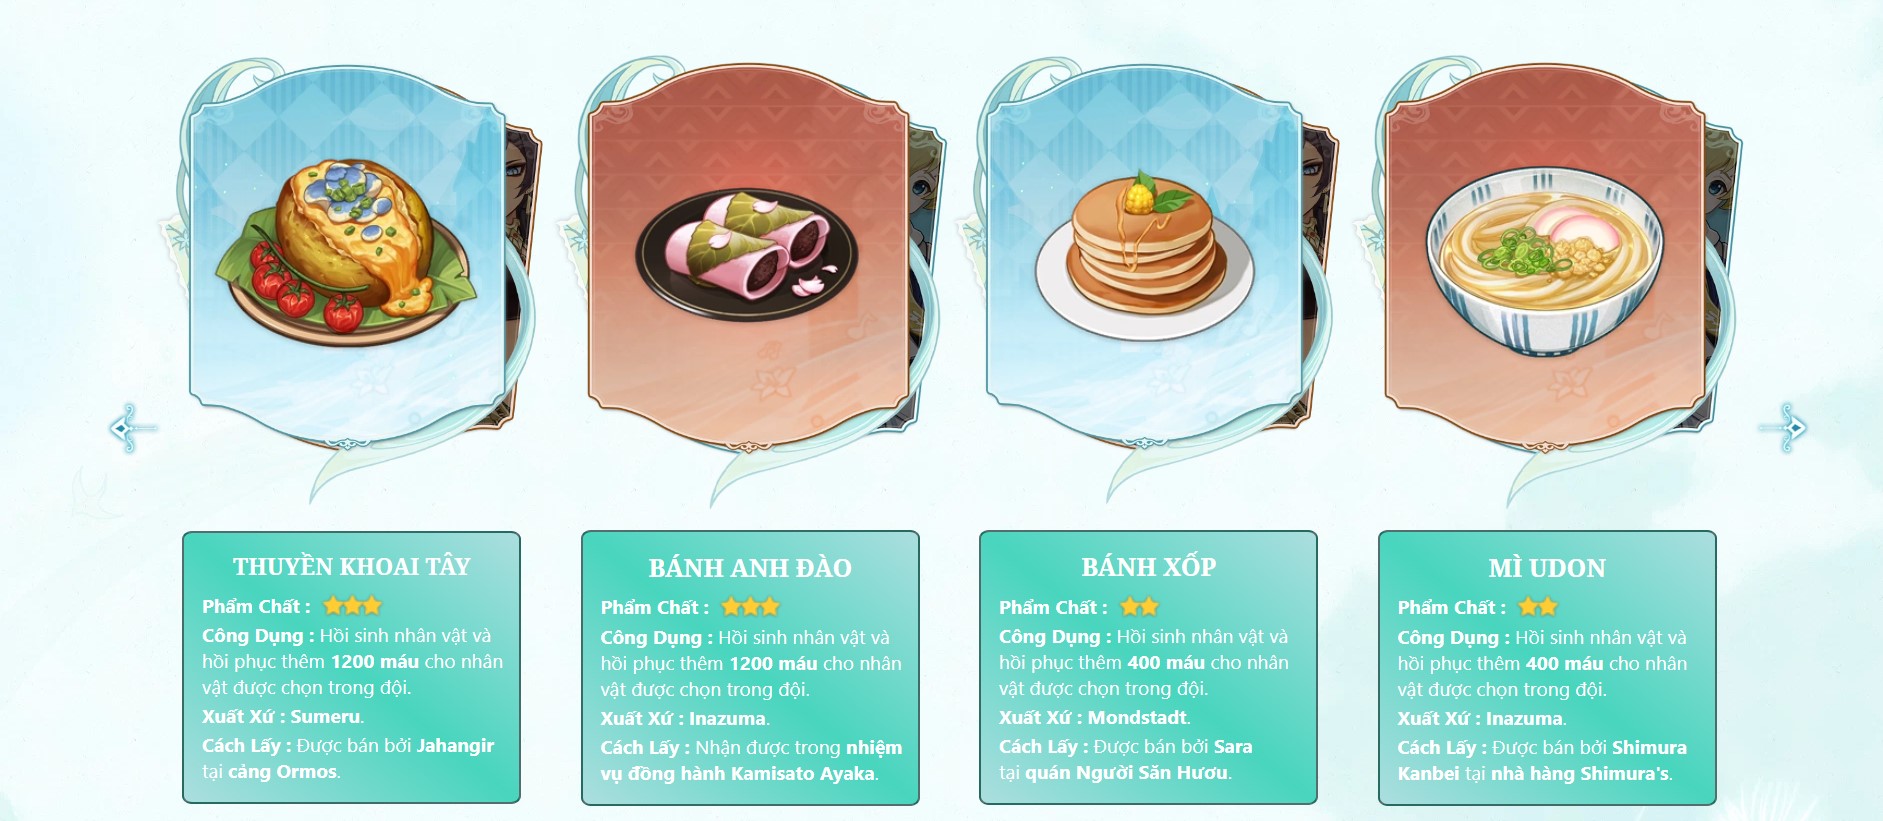 THUYỀN KHOAI TÂY
Phẩm Chất :
Công Dụng : Hồi sinh nhân vật và
hồi phục thêm 1200 máu cho nhân
vật được chọn trong đội.
Xuất Xứ : Sumeru.
Cách Lấy : Được bán bởi Jahangir
tại cảng Ormos.
BÁNH ANH ĐÀO
Phẩm Chất :
Công Dụng : Hồi sinh nhân vật và
hồi phục thêm 1200 máu cho nhân
vật được chọn trong đội.
Xuất Xứ : Inazuma.
Cách Lấy : Nhận được trong nhiệm
vụ đồng hành Kamisato Ayaka.
BÁNH XỐP
Phẩm Chất :
Công Dụng : Hồi sinh nhân vật và
hồi phục thêm 400 máu cho nhân
vật được chọn trong đội.
Xuất Xứ : Mondstadt.
Cách Lấy : Được bán bởi Sara
tại quán Người Săn Hươu.
MÌ UDON
Phẩm Chất :
Công Dụng : Hồi sinh nhân vật và
hồi phục thêm 400 máu cho nhân
vật được chọn trong đội.
Xuất Xứ : Inazuma.
Cách Lấy : Được bán bởi Shimura
Kanbei tại nhà hàng Shimura's.